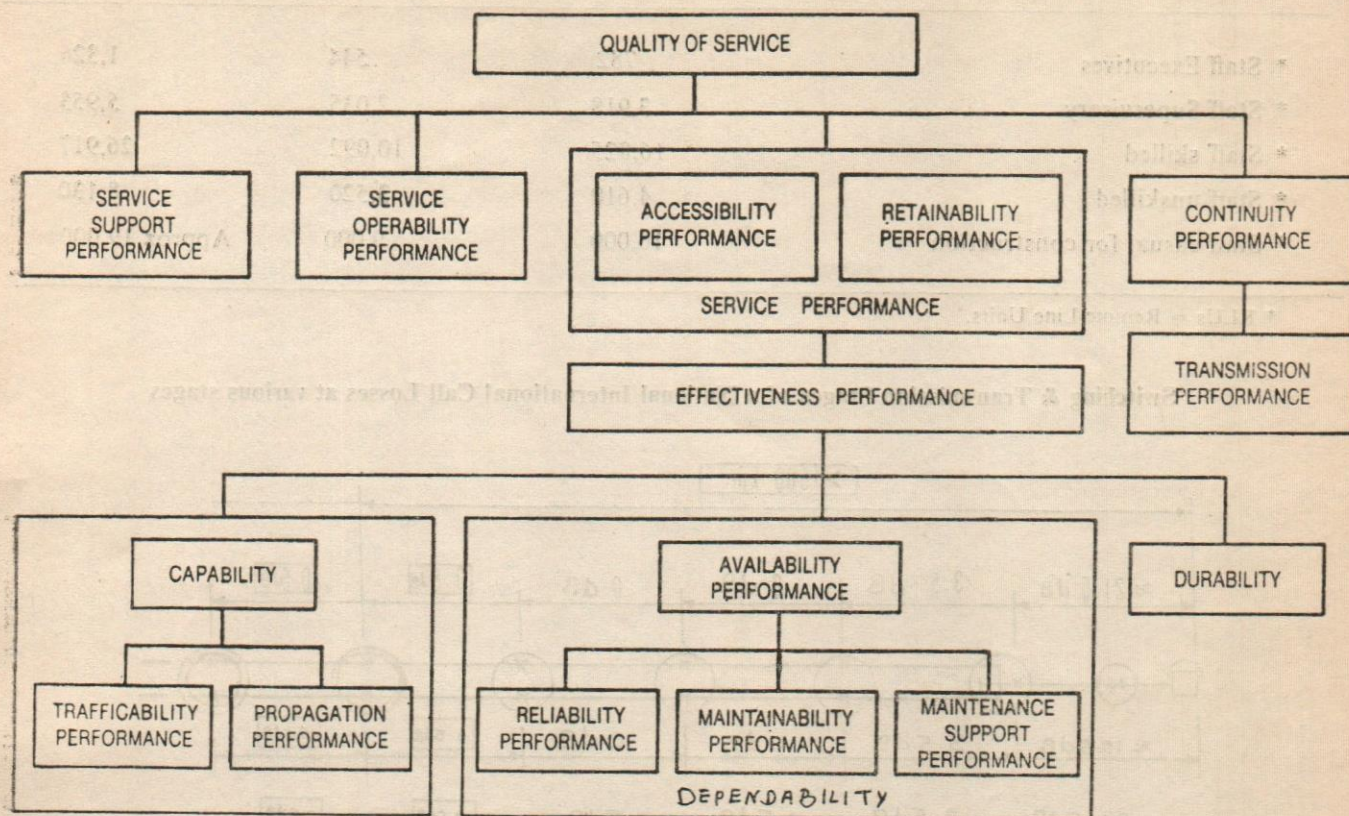 QUALITY OF SERVICE
SERVICE
SUPPORT
PERFORMANCE
SERVICE
OPERABILITY
PERFORMANCE
ACCESSIBILITY
PERFORMANCE
RETAINABILITY
PERFORMANCE
SERVICE PERFORMANCE
CONTINUITY
PERFORMANCE
TRANSMISSION
PERFORMANCE
EFFECTIVENESS PERFORMANCE
CAPABILITY
AVAILABILITY
PERFORMANCE
DURABILITY
TRAFFICABILITY
PERFORMANCE
PROPAGATION
PERFORMANCE
RELIABILITY
PERFORMANCE
MAINTAINABILITY
PERFORMANCE
MAINTENANCE
SUPPORT
PERFORMANCE
DEPENDABILITY